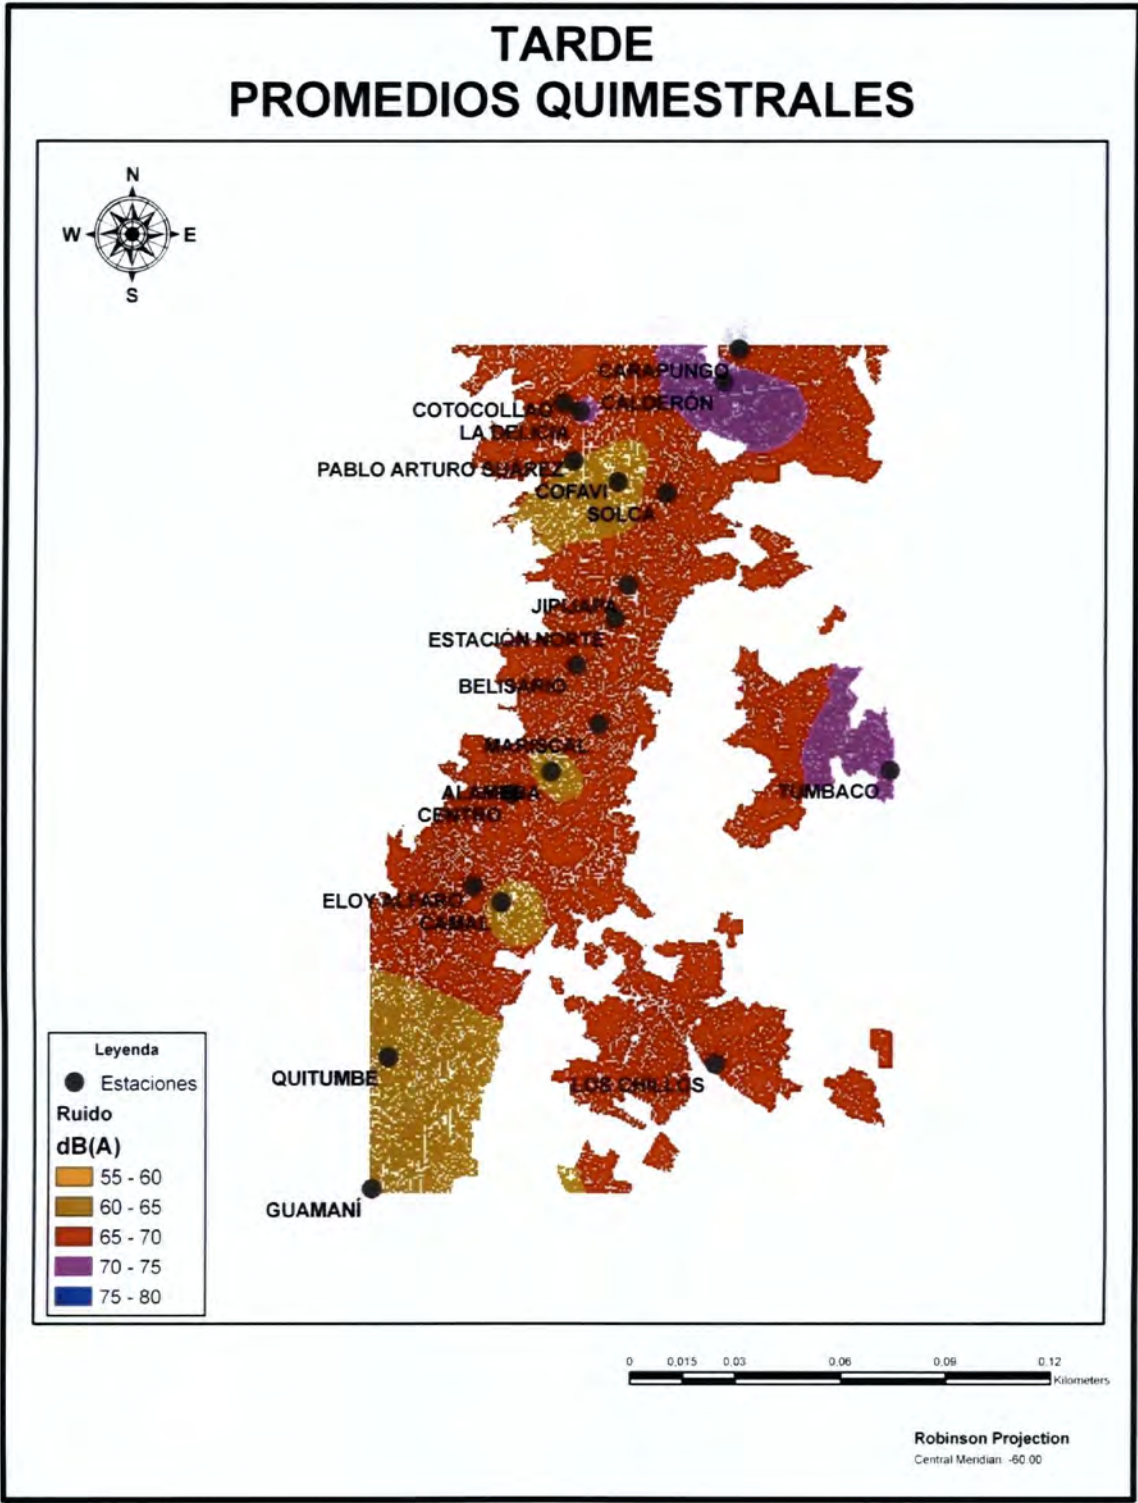 TARDE
PROMEDIOS QUIMESTRALES
N
W E
S
CARAPUNGO
CALDERÓN
COTOCOLLAO
LA DELICIA
PABLO ARTURO SUÁREZ
COFAVI
SOLCA
JIPIJAPA
ESTACIÓN NORTE
BELISARIO
MARISCAL
ALAMEDA
CENTRO
TUMBACO
ELOY ALFARO
CAMAL
QUITUMBE
LOS CHILLOS
GUAMANÍ
Leyenda
Estaciones
Ruido
dB(A)
55 - 60
60 - 65
65 - 70
70 - 75
75 - 80
0 0,015 0,03 0,06 0,09 0,12
Kilometers
Robinson Projection
Central Meridian: -60.00